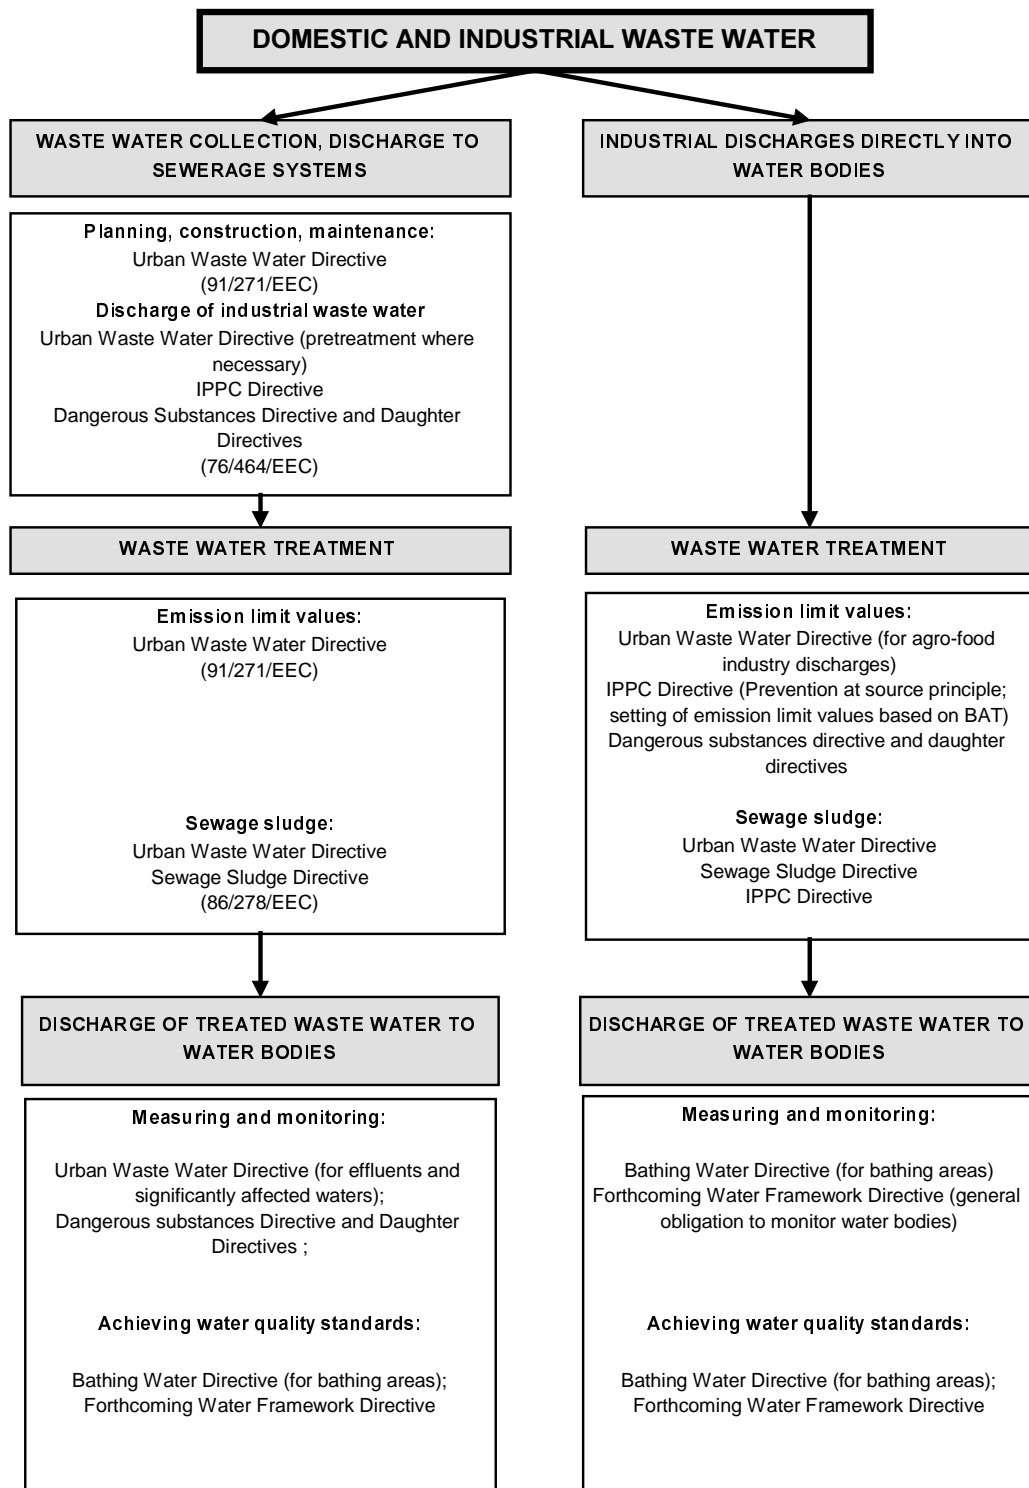 DOMESTIC AND INDUSTRIAL WASTE WATER
WASTE WATER COLLECTION, DISCHARGE TO
SEWERAGE SYSTEMS
Planning, construction, maintenance:
Urban Waste Water Directive
(91/271/EEC)
Discharge of industrial waste water
Urban Waste Water Directive (pretreatment where
necessary)
IPPC Directive
Dangerous Substances Directive and Daughter
Directives
(76/464/EEC)
WASTE WATER TREATMENT
Emission limit values:
Urban Waste Water Directive
(91/271/EEC)
Sewage sludge:
Urban Waste Water Directive
Sewage Sludge Directive
(86/278/EEC)
DISCHARGE OF TREATED WASTE WATER TO
WATER BODIES
Measuring and monitoring:
Urban Waste Water Directive (for effluents and
significantly affected waters);
Dangerous substances Directive and Daughter
Directives ;
Achieving water quality standards:
Bathing Water Directive (for bathing areas);
Forthcoming Water Framework Directive
INDUSTRIAL DISCHARGES DIRECTLY INTO
WATER BODIES
WASTE WATER TREATMENT
Emission limit values:
Urban Waste Water Directive (for agro-food
industry discharges)
IPPC Directive (Prevention at source principle;
setting of emission limit values based on BAT)
Dangerous substances directive and daughter
directives
Sewage sludge:
Urban Waste Water Directive
Sewage Sludge Directive
IPPC Directive
DISCHARGE OF TREATED WASTE WATER TO
WATER BODIES
Measuring and monitoring:
Bathing Water Directive (for bathing areas)
Forthcoming Water Framework Directive (general
obligation to monitor water bodies)
Achieving water quality standards:
Bathing Water Directive (for bathing areas);
Forthcoming Water Framework Directive